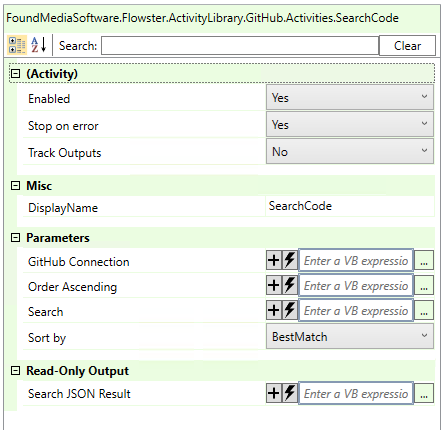 FoundMediaSoftware.Flowster.ActivityLibrary.GitHub.Activities.SearchCode
A Z Search: Clear
(Activity)
Enabled Yes
Stop on error Yes
Track Outputs No
Misc
DisplayName SearchCode
Parameters
GitHub Connection Enter a VB expressio ...
Order Ascending Enter a VB expressio ...
Search Enter a VB expressio ...
Sort by BestMatch
Read-Only Output
Search JSON Result Enter a VB expressio ...